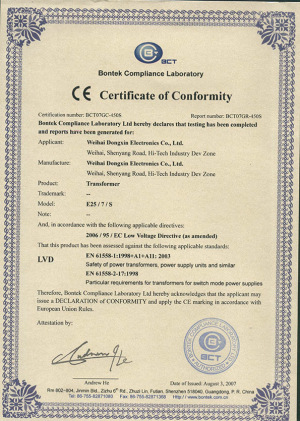 BCT
Bontek Compliance Laboratory
CE Certificate of Conformity
Certification number: BCT07GC-450S Report number: BCT07GR-450S
Bontek Compliance Laboratory Ltd hereby declares that testing has been completed
and reports have been generated for:
Applicant: Weihai Dongxin Electronics Co., Ltd.
Weihai, Shenyang Road, Hi-Tech Industry Dev Zone
Manufacture: Weihai Dongxin Electronics Co., Ltd.
Weihai, Shenyang Road, Hi-Tech Industry Dev Zone
Product: Transformer
Trademark: --
Model: E25 / 7 / S
Note: --
And, in accordance with the following applicable directives:
2006 / 95 / EC Low Voltage Directive (as amended)
That this product has been assessed against the following applicable standards:
LVD EN 61558-1:1998+A1+A11: 2003
Safety of power transformers, power supply units and similar
EN 61558-2-17:1998
Particular requirements for transformers for switch mode power supplies
Therefore, Bontek Compliance Laboratory Ltd hereby acknowledges that the applicant may
issue a DECLARATION OF CONFORMITY and apply the CE marking in accordance with
European Union Rules.
Attestation by:
Andrew He
BCT
Andrew He Date of Issued: August 3, 2007